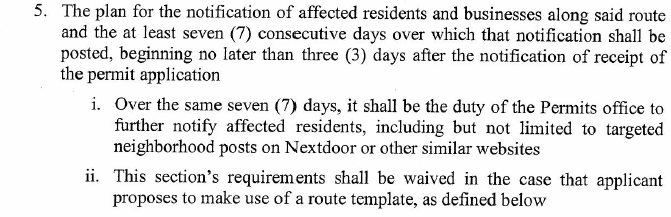 5. The plan for the notification of affected residents and businesses along said route
and the at least seven (7) consecutive days over which that notification shall be
posted, beginning no later than three (3) days after the notification of receipt of
the permit application
i. Over the same seven (7) days, it shall be the duty of the Permits office to
further notify affected residents, including but not limited to targeted
neighborhood posts on Nextdoor or other similar websites
ii. This section's requirements shall be waived in the case that applicant
proposes to make use of a route template, as defined below